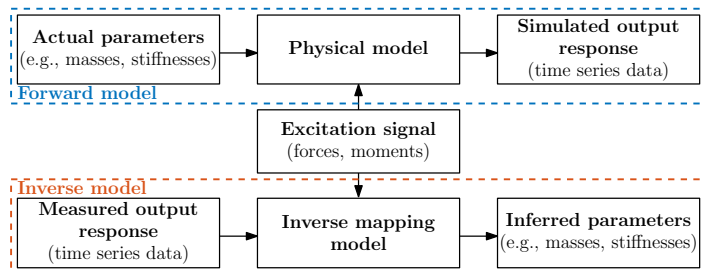 Actual parameters
(e.g., masses, stiffnesses)
Physical model
Simulated output
response
(time series data)
Forward model
Excitation signal
(forces, moments)
Inverse model
Measured output
response
(time series data)
Inverse mapping
model
Inferred parameters
(e.g., masses, stiffnesses)